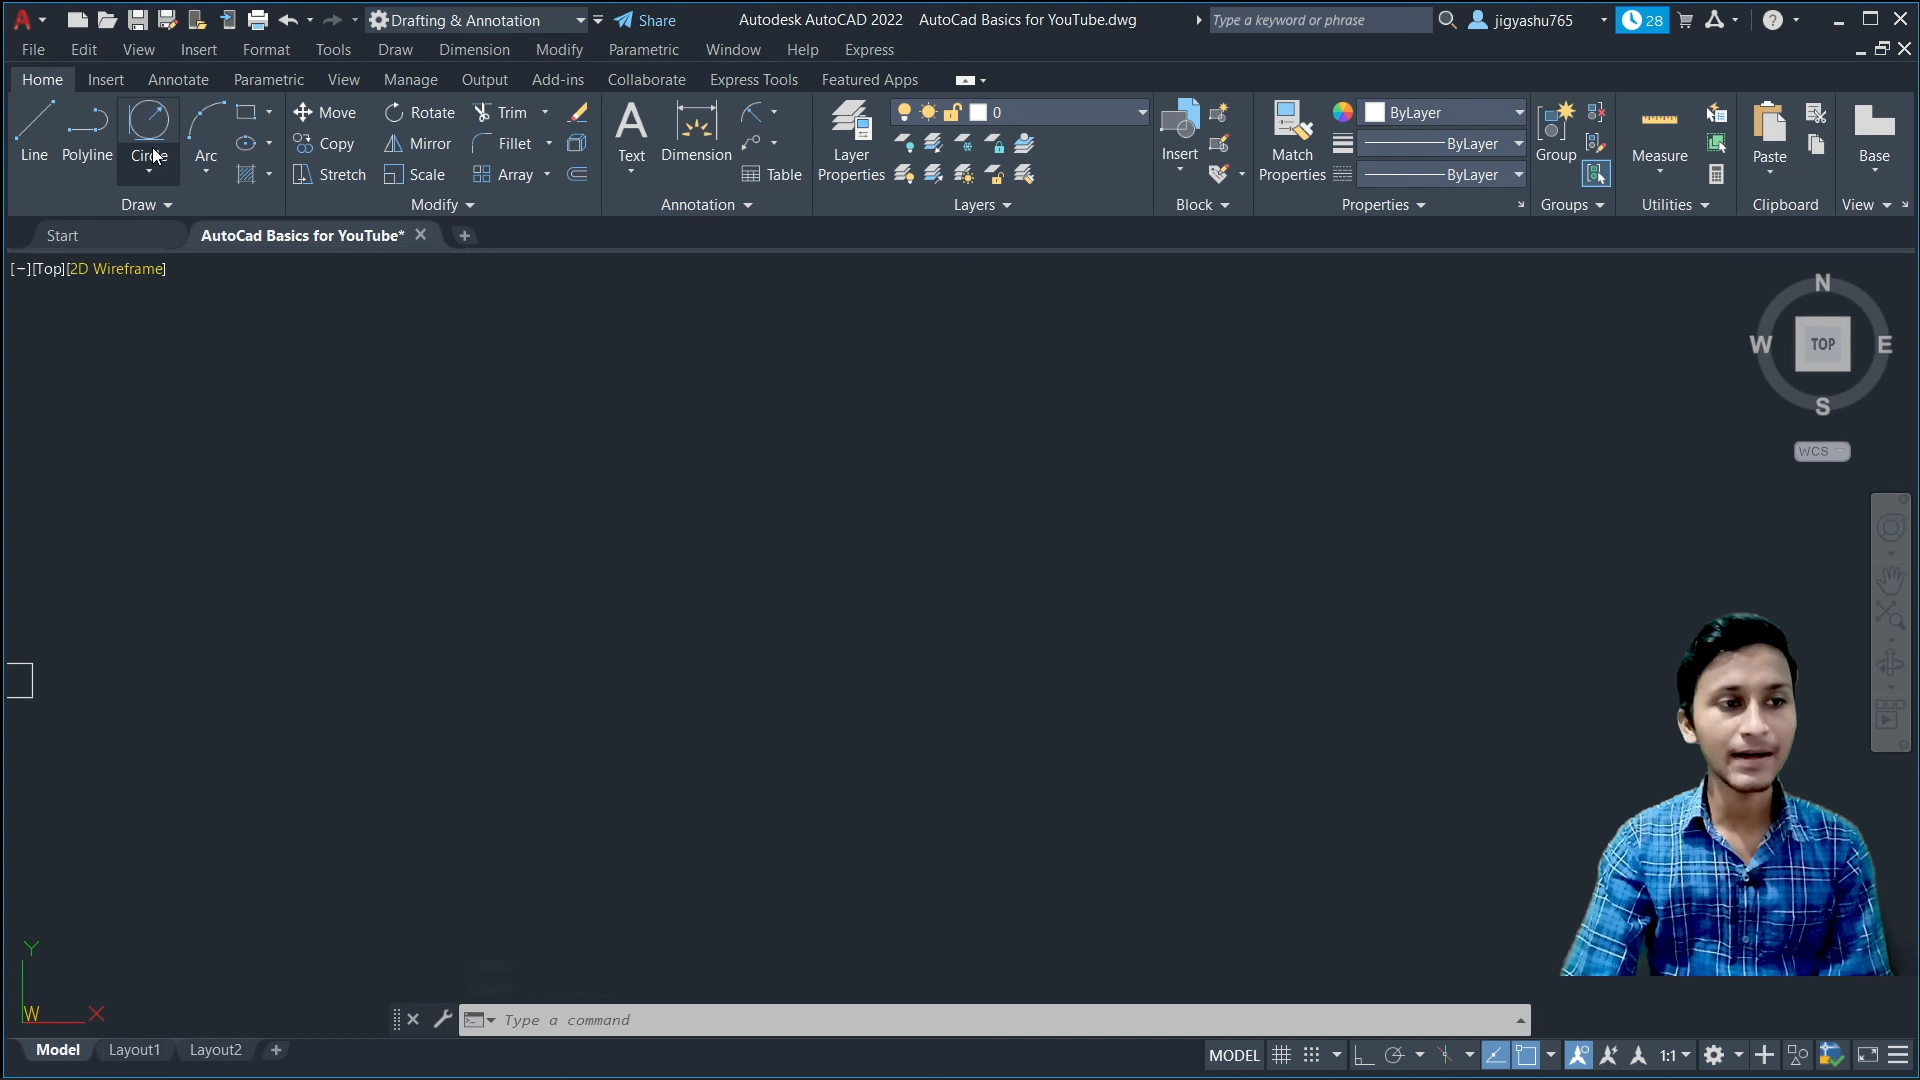 Drafting & Annotation
Share
Autodesk AutoCAD 2022 AutoCad Basics for YouTube.dwg
Type a keyword or phrase
jigyashu765
28
File Edit View Insert Format Tools Draw Dimension Modify Parametric Window Help Express
Home Insert Annotate Parametric View Manage Output Add-ins Collaborate Express Tools Featured Apps
Line Polyline Circle Arc
Draw
Move Rotate Trim
Copy Mirror Fillet
Stretch Scale Array
Modify
Text Dimension Table
Annotation
Layer
Properties
0
Layers
Insert
Block
Match
Properties
ByLayer
ByLayer
ByLayer
Properties
Group
Groups
Measure
Utilities
Paste
Clipboard
Base
View
Start AutoCad Basics for YouTube*
[−][Top][2D Wireframe]
N
W TOP E
S
WCS
Y
W X
Type a command
Model Layout1 Layout2
MODEL 1:1